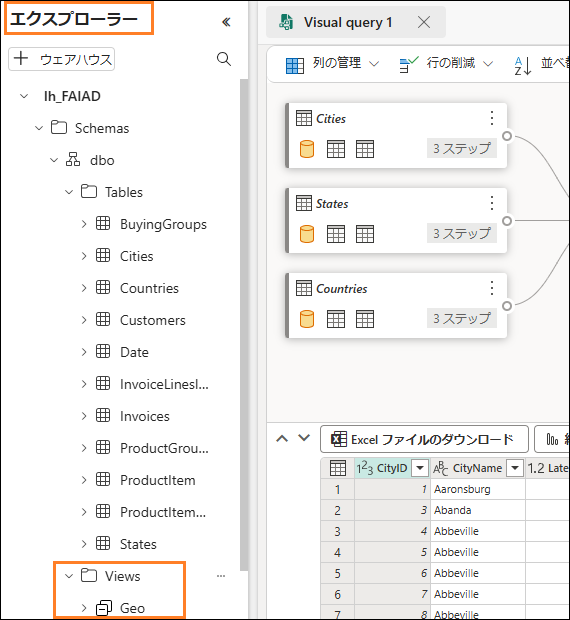 エクスプローラー
«
+ ウェアハウス
lh_FAIAD
Schemas
dbo
Tables
BuyingGroups
Cities
Countries
Customers
Date
InvoiceLinesI...
Invoices
ProductGrou...
ProductItem
ProductItem...
States
Views
...
Geo
Visual query 1
列の管理
行の削減
並べ替
Cities
3 ステップ
States
3 ステップ
Countries
3 ステップ
Excel ファイルのダウンロード
CityID
CityName
1.2 Late
1 1 Aaronsburg
2 3 Abanda
3 4 Abbeville
4 5 Abbeville
5 6 Abbeville
6 7 Abbeville
7 8 Abbeville